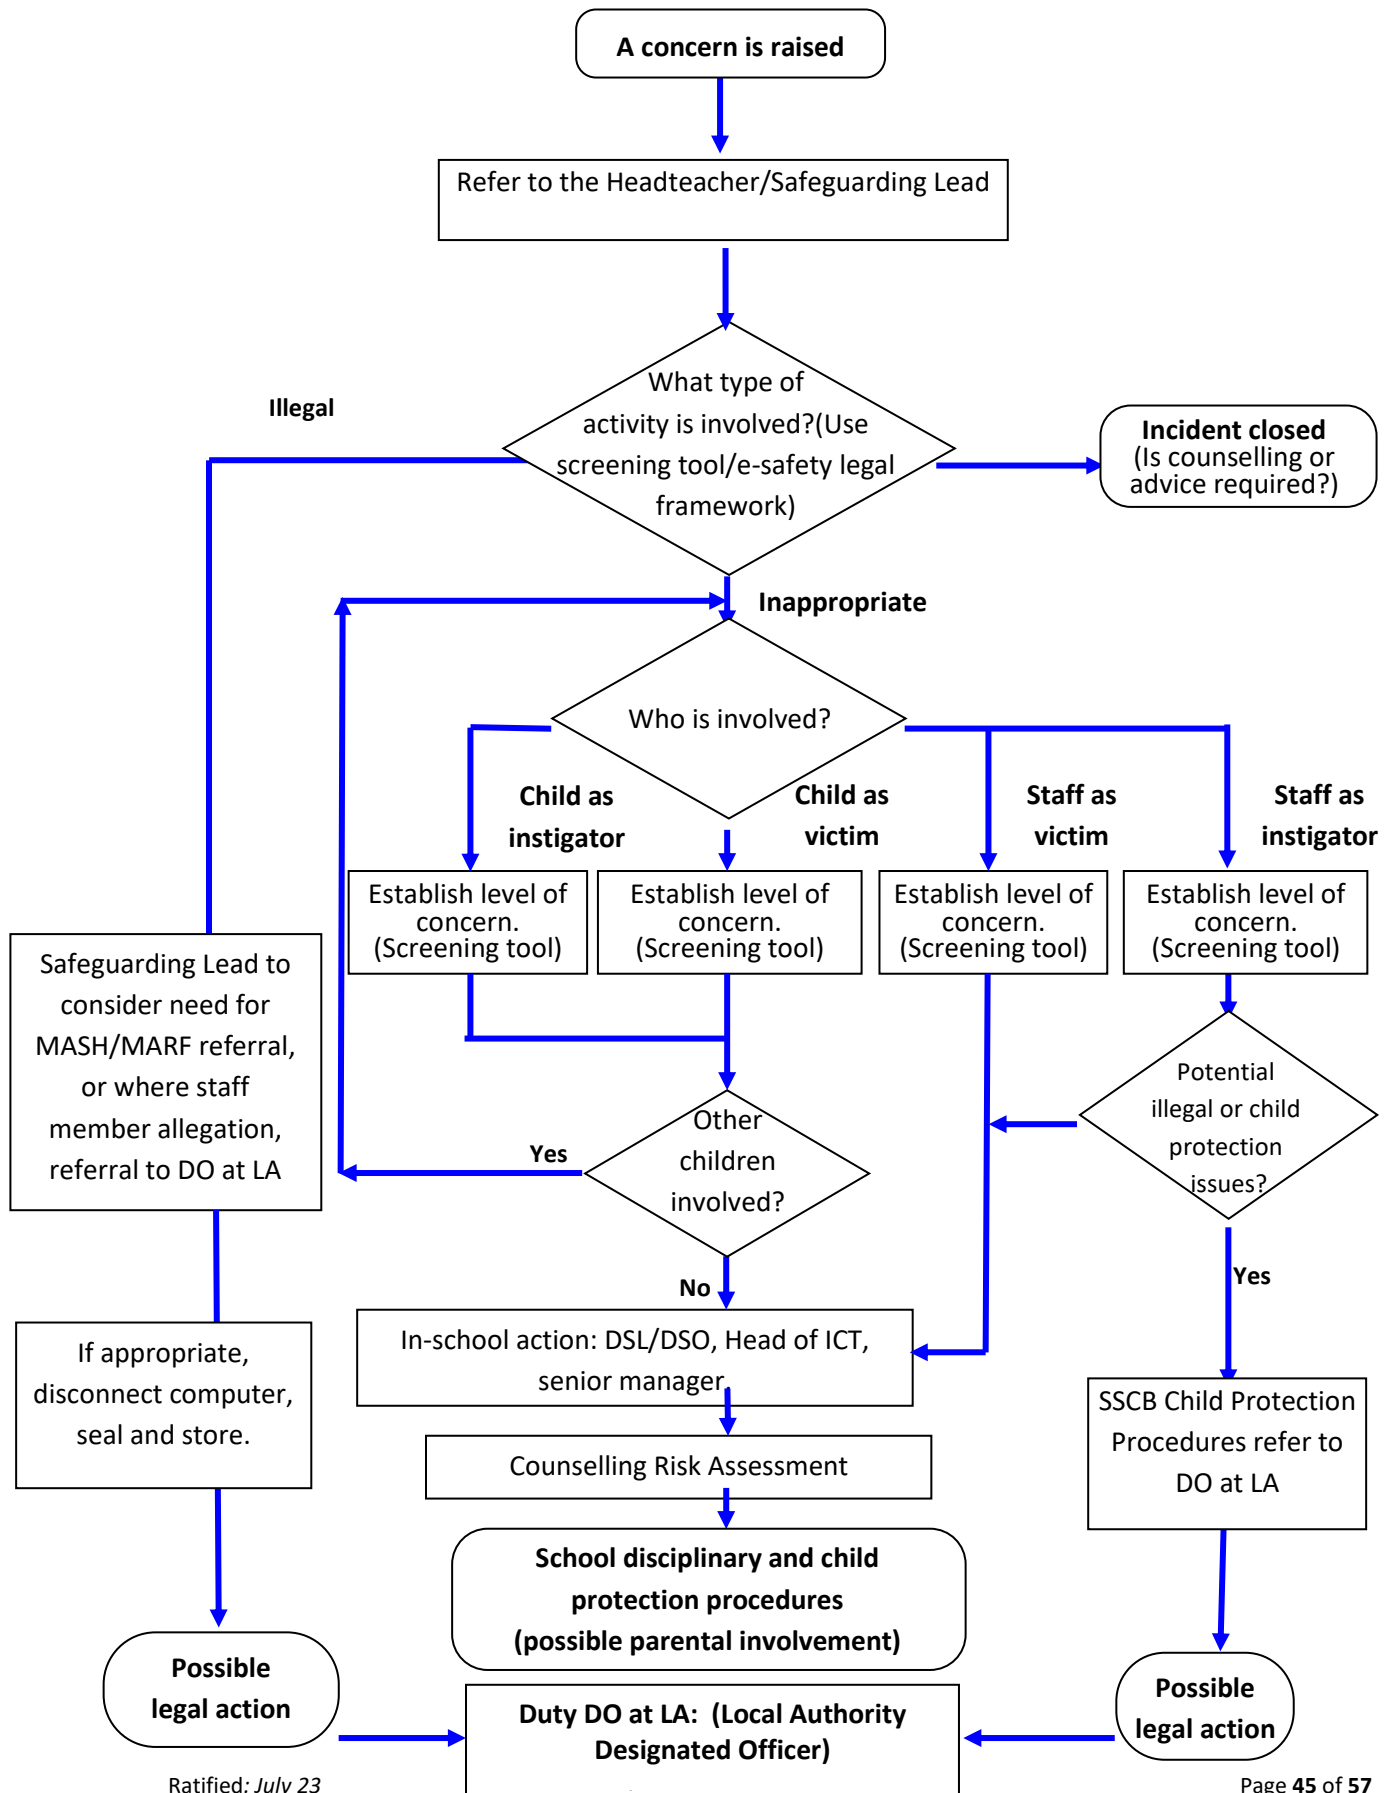 A concern is raised
Refer to the Headteacher/Safeguarding Lead
What type of
activity is involved?(Use
screening tool/e-safety legal
framework)
Illegal
Incident closed
(Is counselling or
advice required?)
Inappropriate
Who is involved?
Child as
instigator
Child as
victim
Staff as
victim
Staff as
instigator
Establish level of
concern.
(Screening tool)
Establish level of
concern.
(Screening tool)
Establish level of
concern.
(Screening tool)
Establish level of
concern.
(Screening tool)
Safeguarding Lead to
consider need for
MASH/MARF referral,
or where staff
member allegation,
referral to DO at LA
Potential
illegal or child
protection
issues?
Other
children
involved?
Yes
No
Yes
In-school action: DSL/DSO, Head of ICT,
senior manager.
If appropriate,
disconnect computer,
seal and store.
SSCB Child Protection
Procedures refer to
DO at LA
Counselling Risk Assessment
School disciplinary and child
protection procedures
(possible parental involvement)
Possible
legal action
Possible
legal action
Duty DO at LA: (Local Authority
Designated Officer)
Ratified: July 23
Page 45 of 57